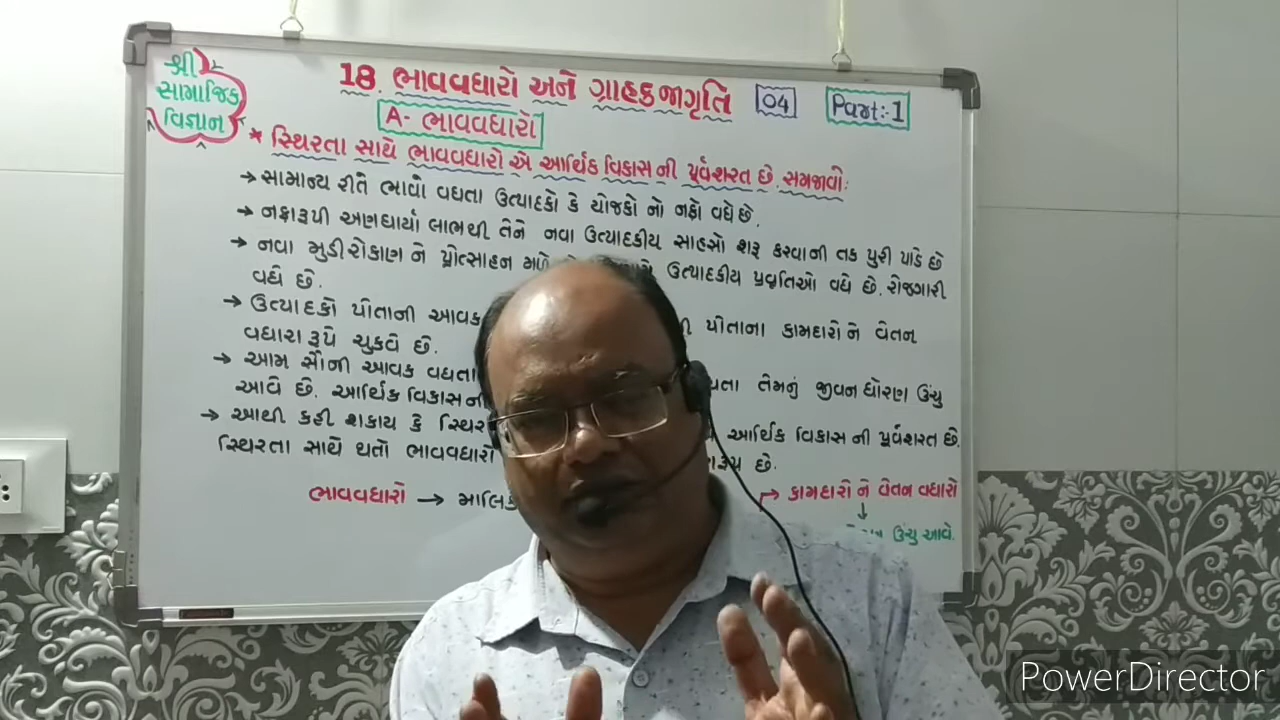 શ્રી
સામાજિક
વિજ્ઞાન
18. ભાવવધારો અને ગ્રાહકજાગૃતિ 04 Part:-1
A- ભાવવધારો
* સ્થિરતા સાથે ભાવવધારો એ આર્થિક વિકાસ ની પૂર્વશરત છે. સમજાવો:
→ સામાન્ય રીતે ભાવો વધતા ઉત્પાદકો કે યોજકો નો નફો વધે છે.
→ નફારૂપી અણધાર્યા લાભથી તેને નવા ઉત્પાદકીય સાહસો શરૂ કરવાની તક પુરી પાડે છે
→ નવા મુડીરોકાણ ને પ્રોત્સાહન મળે ઉત્પાદકીય પ્રવૃતિઓ વધે છે. રોજગારી
વધે છે.
→ ઉત્પાદકો પોતાની આવક પોતાના કામદારો ને વેતન
વધારા રૂપે ચુકવે છે.
→ આમ સૌની આવક વધતા તેમનું જીવન ધોરણ ઉંચુ
આવે છે. આર્થિક વિકાસ
→ આથી કહી શકાય કે આર્થિક વિકાસ ની પૂર્વશરત છે.
સ્થિરતા સાથે થતો ભાવવધારો છે.
ભાવવધારો → → કામદારો ને વેતન વધારો
↓
ઉંચુ આવે.
PowerDirector